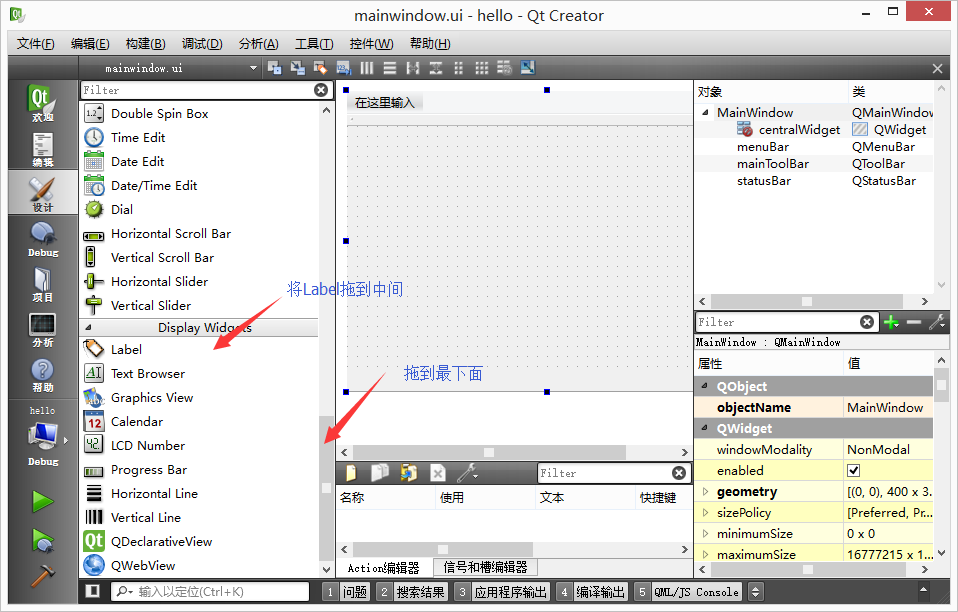 mainwindow.ui - hello - Qt Creator
文件(F) 编辑(E) 构建(B) 调试(D) 分析(A) 工具(T) 控件(W) 帮助(H)
mainwindow.ui
Qt
欢迎
编辑
设计
Debug
项目
分析
帮助
hello
Debug
Filter
Double Spin Box
Time Edit
Date Edit
Date/Time Edit
Dial
Horizontal Scroll Bar
Vertical Scroll Bar
Horizontal Slider
Vertical Slider
Display Widgets
Label
Text Browser
Graphics View
Calendar
LCD Number
Progress Bar
Horizontal Line
Vertical Line
QDeclarativeView
QWebView
在这里输入
将Label拖到中间
拖到最下面
Filter
名称 使用 文本 快捷键
Action编辑器 信号和槽编辑器
对象 类
MainWindow QMainWindow
centralWidget QWidget
menuBar QMenuBar
mainToolBar QToolBar
statusBar QStatusBar
Filter
MainWindow : QMainWindow
属性 值
QObject
objectName MainWindow
QWidget
windowModality NonModal
enabled
geometry [(0, 0), 400 x 3...
sizePolicy [Preferred, Pr...
minimumSize 0 x 0
maximumSize 16777215 x 1...
输入以定位(Ctrl+K) 1 问题 2 搜索结果 3 应用程序输出 4 编译输出 5 QML/JS Console